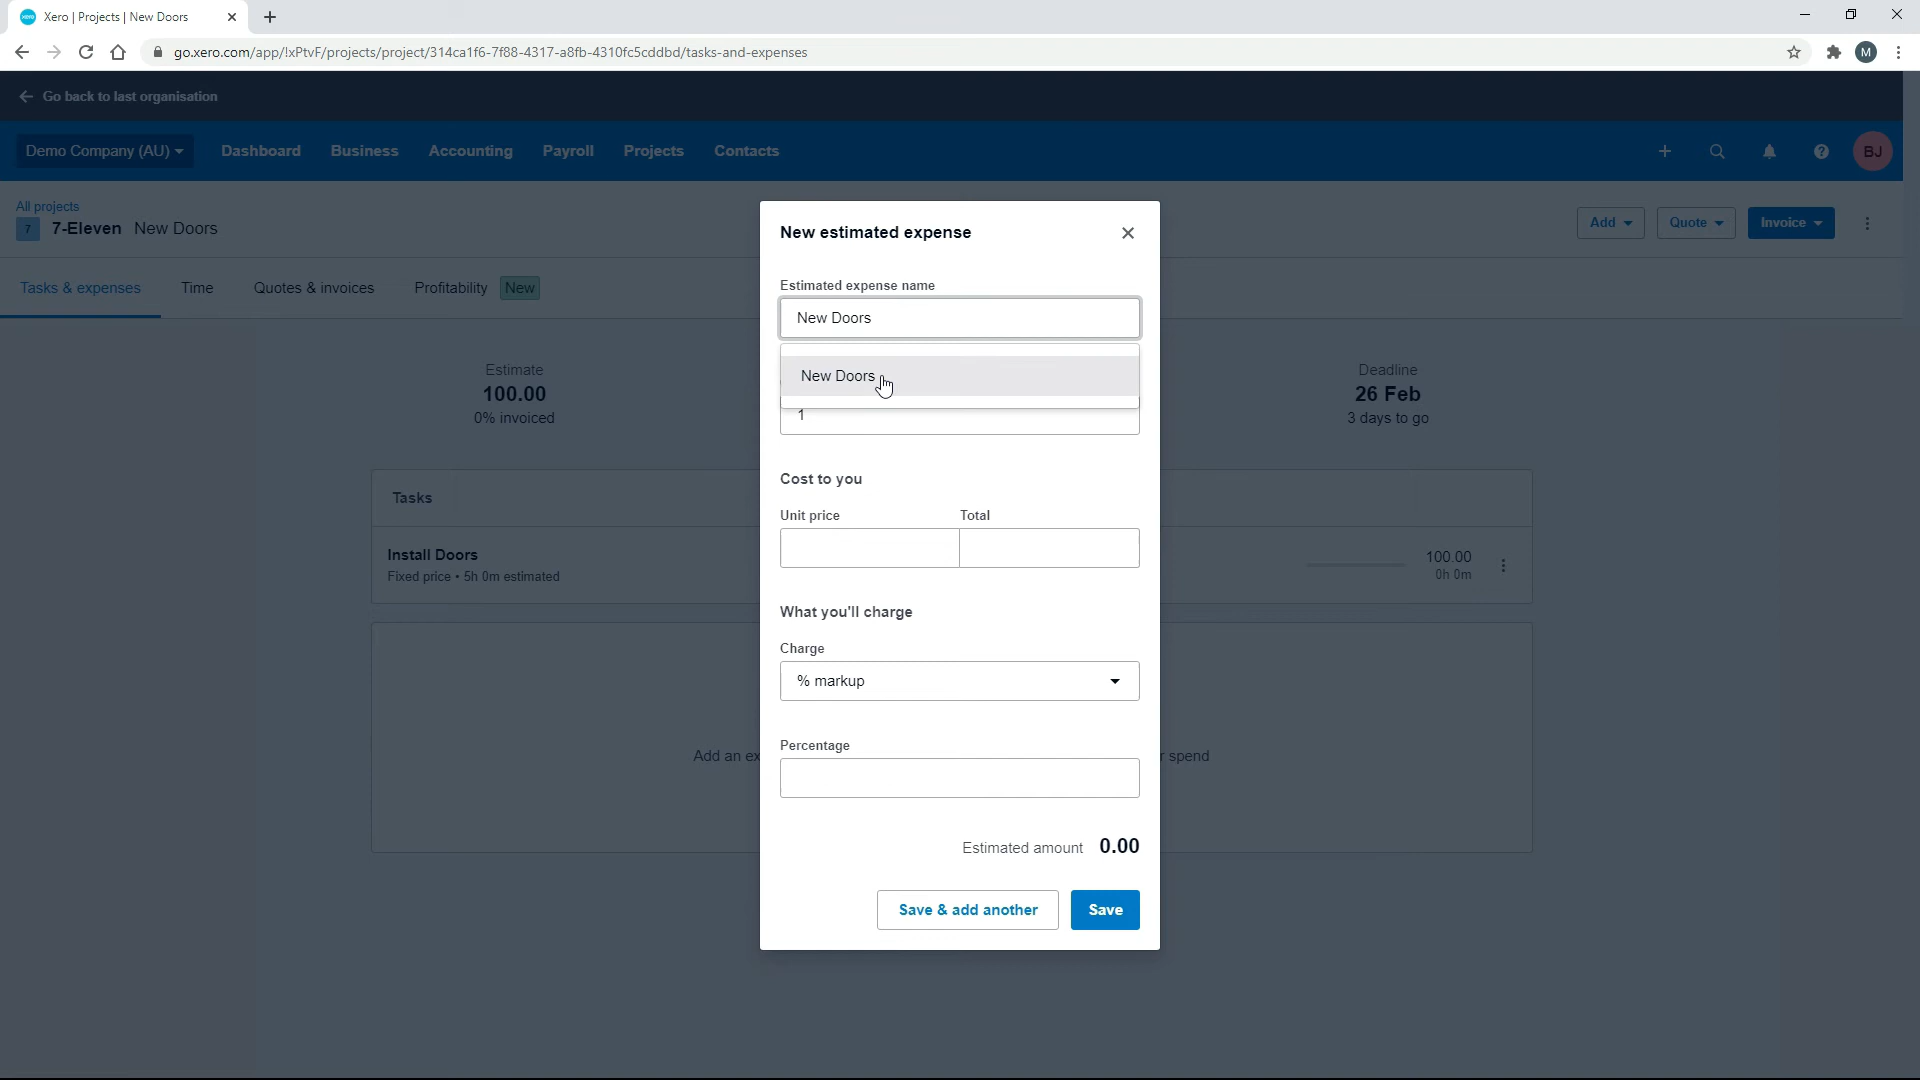 Xero | Projects | New Doors
go.xero.com/app/!xPtvF/projects/project/314ca1f6-7f88-4317-a8fb-4310fc5cddbd/tasks-and-expenses
M
Go back to last organisation
Demo Company (AU)
Dashboard
Business
Accounting
Payroll
Projects
Contacts
BJ
All projects
7
7-Eleven New Doors
Add
Quote
Invoice
Tasks & expenses
Time
Quotes & invoices
Profitability
New
New estimated expense
Estimated expense name
New Doors
New Doors
1
Estimate
100.00
0% invoiced
Deadline
26 Feb
3 days to go
Cost to you
Unit price
Total
Tasks
Install Doors
Fixed price • 5h 0m estimated
100.00
0h 0m
What you'll charge
Charge
% markup
Percentage
Add an ex
r spend
Estimated amount 0.00
Save & add another
Save